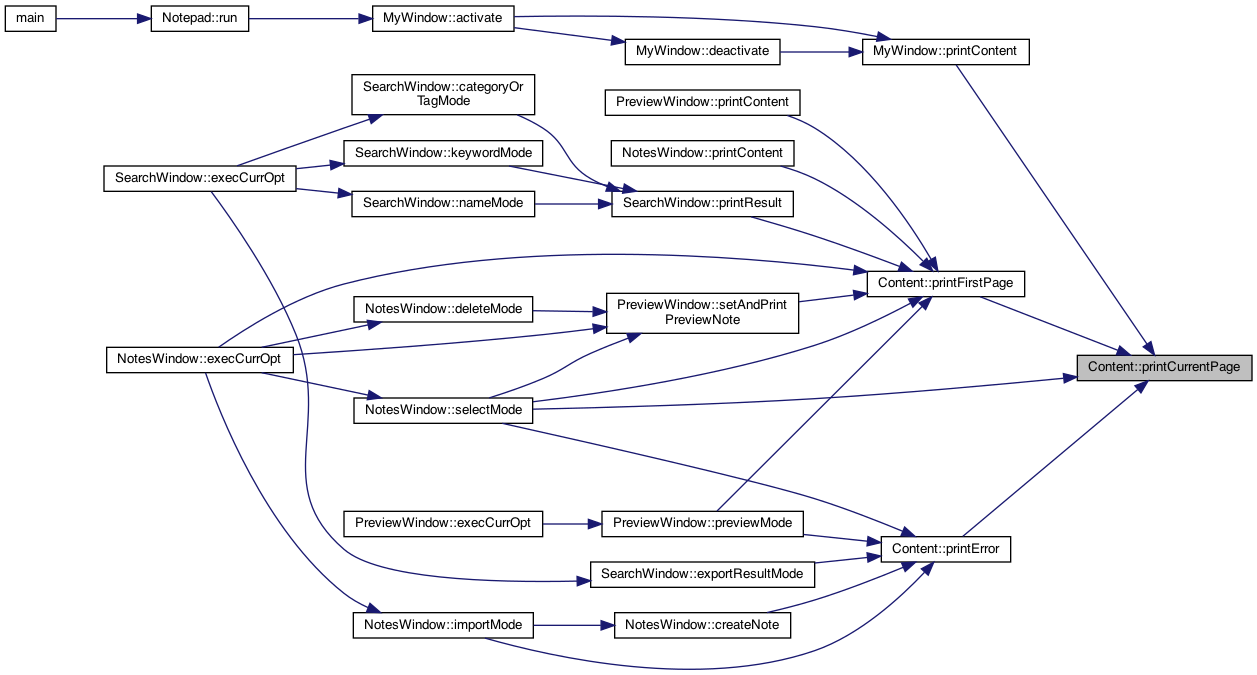 main
Notepad::run
MyWindow::activate
MyWindow::deactivate
MyWindow::printContent
SearchWindow::categoryOr
TagMode
PreviewWindow::printContent
SearchWindow::keywordMode
NotesWindow::printContent
SearchWindow::execCurrOpt
SearchWindow::nameMode
SearchWindow::printResult
Content::printFirstPage
NotesWindow::deleteMode
PreviewWindow::setAndPrint
PreviewNote
NotesWindow::execCurrOpt
Content::printCurrentPage
NotesWindow::selectMode
PreviewWindow::execCurrOpt
PreviewWindow::previewMode
Content::printError
SearchWindow::exportResultMode
NotesWindow::importMode
NotesWindow::createNote